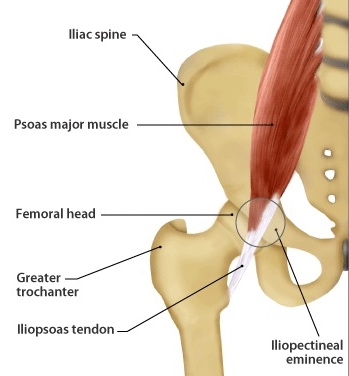 Iliac spine
Psoas major muscle
Femoral head
Greater
trochanter
Iliopsoas tendon
Iliopectineal
eminence